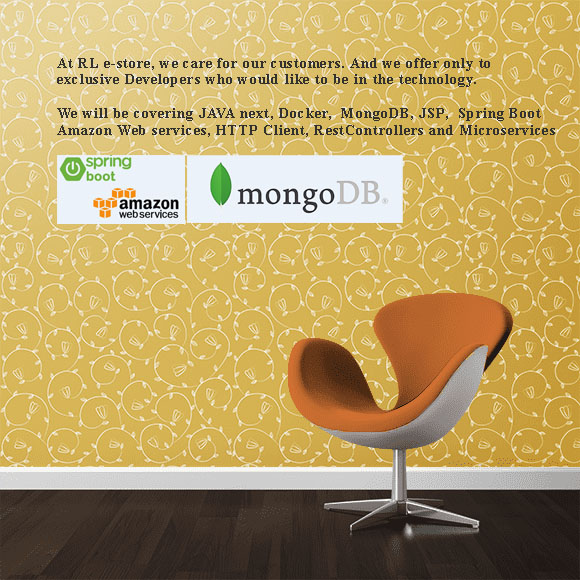 At RL e-store, we care for our customers. And we offer only to
exclusive Developers who would like to be in the technology.
We will be covering JAVA next, Docker, MongoDB, JSP, Spring Boot
Amazon Web services, HTTP Client, RestControllers and Microservices
spring
boot
amazon
web services
mongoDB®